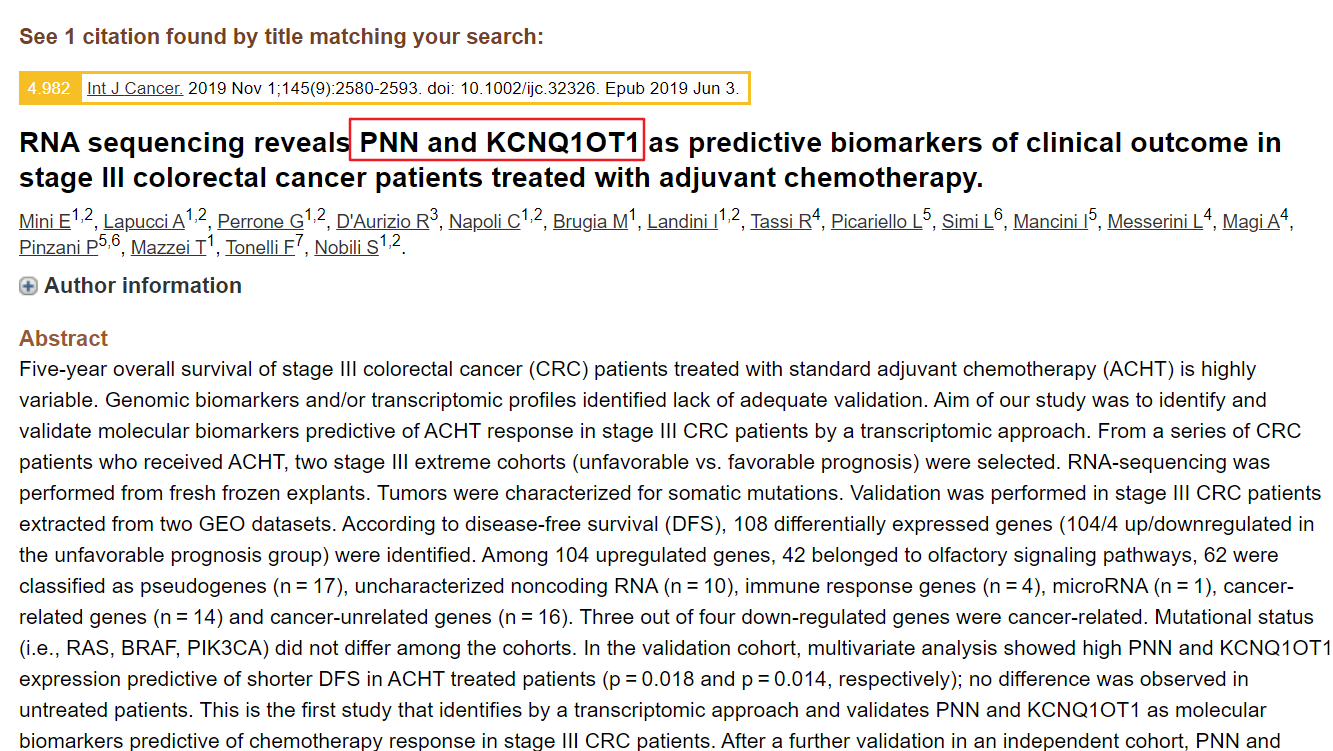 See 1 citation found by title matching your search:
4.982 Int J Cancer. 2019 Nov 1;145(9):2580-2593. doi: 10.1002/ijc.32326. Epub 2019 Jun 3.
RNA sequencing reveals PNN and KCNQ1OT1 as predictive biomarkers of clinical outcome in
stage III colorectal cancer patients treated with adjuvant chemotherapy.
Mini E1,2, Lapucci A1,2, Perrone G1,2, D'Aurizio R3, Napoli C1,2, Brugia M1, Landini I1,2, Tassi R4, Picariello L5, Simi L6, Mancini I5, Messerini L4, Magi A4,
Pinzani P5,6, Mazzei T1, Tonelli F7, Nobili S1,2.
Author information
Abstract
Five-year overall survival of stage III colorectal cancer (CRC) patients treated with standard adjuvant chemotherapy (ACHT) is highly
variable. Genomic biomarkers and/or transcriptomic profiles identified lack of adequate validation. Aim of our study was to identify and
validate molecular biomarkers predictive of ACHT response in stage III CRC patients by a transcriptomic approach. From a series of CRC
patients who received ACHT, two stage III extreme cohorts (unfavorable vs. favorable prognosis) were selected. RNA-sequencing was
performed from fresh frozen explants. Tumors were characterized for somatic mutations. Validation was performed in stage III CRC patients
extracted from two GEO datasets. According to disease-free survival (DFS), 108 differentially expressed genes (104/4 up/downregulated in
the unfavorable prognosis group) were identified. Among 104 upregulated genes, 42 belonged to olfactory signaling pathways, 62 were
classified as pseudogenes (n = 17), uncharacterized noncoding RNA (n = 10), immune response genes (n = 4), microRNA (n = 1), cancer-
related genes (n = 14) and cancer-unrelated genes (n = 16). Three out of four down-regulated genes were cancer-related. Mutational status
(i.e., RAS, BRAF, PIK3CA) did not differ among the cohorts. In the validation cohort, multivariate analysis showed high PNN and KCNQ1OT1
expression predictive of shorter DFS in ACHT treated patients (p = 0.018 and p = 0.014, respectively); no difference was observed in
untreated patients. This is the first study that identifies by a transcriptomic approach and validates PNN and KCNQ1OT1 as molecular
biomarkers predictive of chemotherapy response in stage III CRC patients. After a further validation in an independent cohort, PNN and